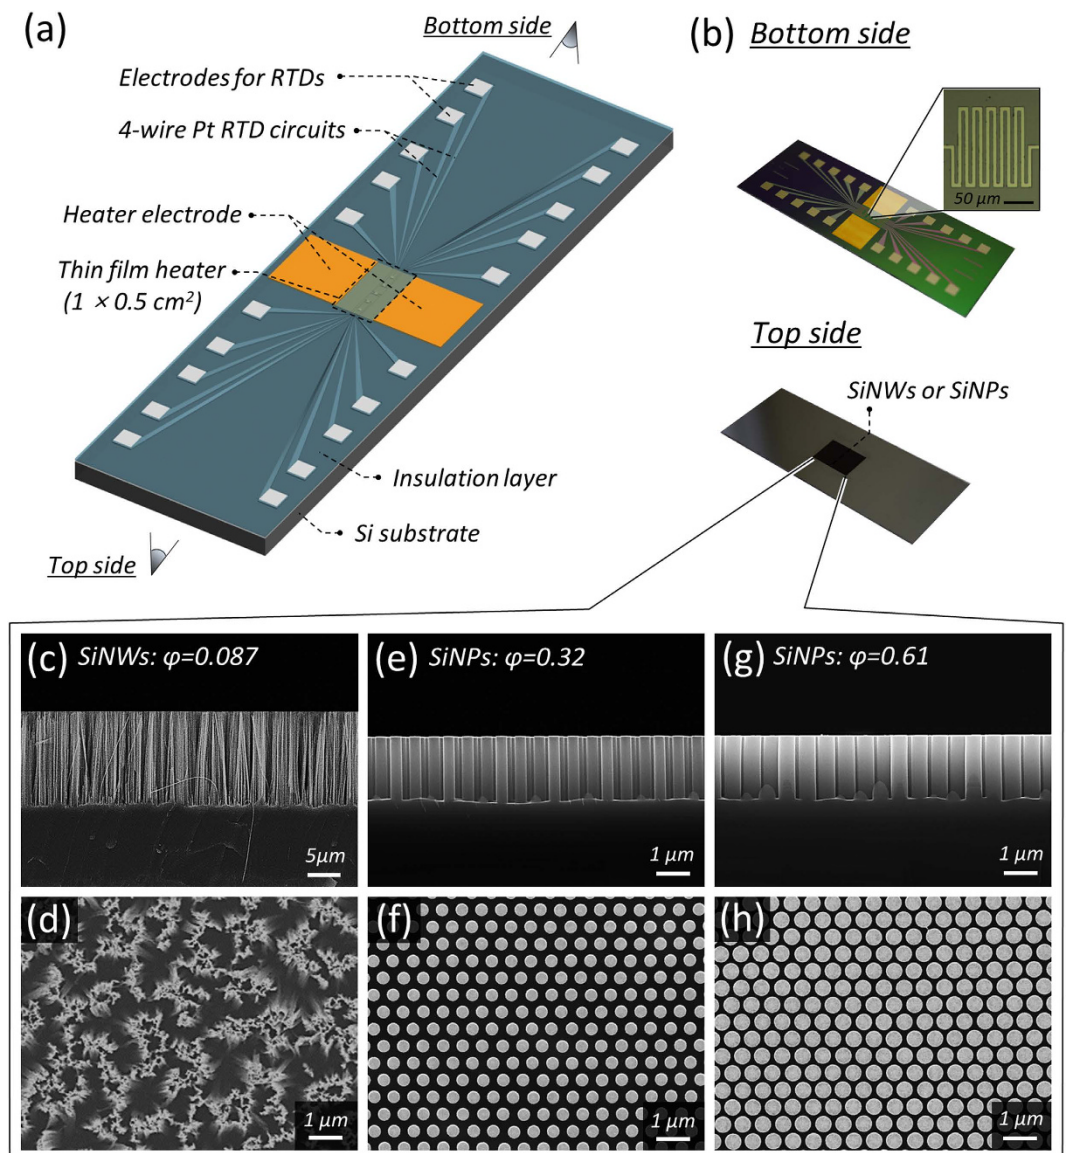 (a)
Bottom side
Electrodes for RTDs
4-wire Pt RTD circuits
Heater electrode
Thin film heater
(1 × 0.5 cm²)
Insulation layer
Si substrate
Top side
(b) Bottom side
50 μm
Top side
SiNWs or SiNPs
(c) SiNWs: φ=0.087
5μm
(e) SiNPs: φ=0.32
1 μm
(g) SiNPs: φ=0.61
1 μm
(d)
1 μm
(f)
1 μm
(h)
1 μm